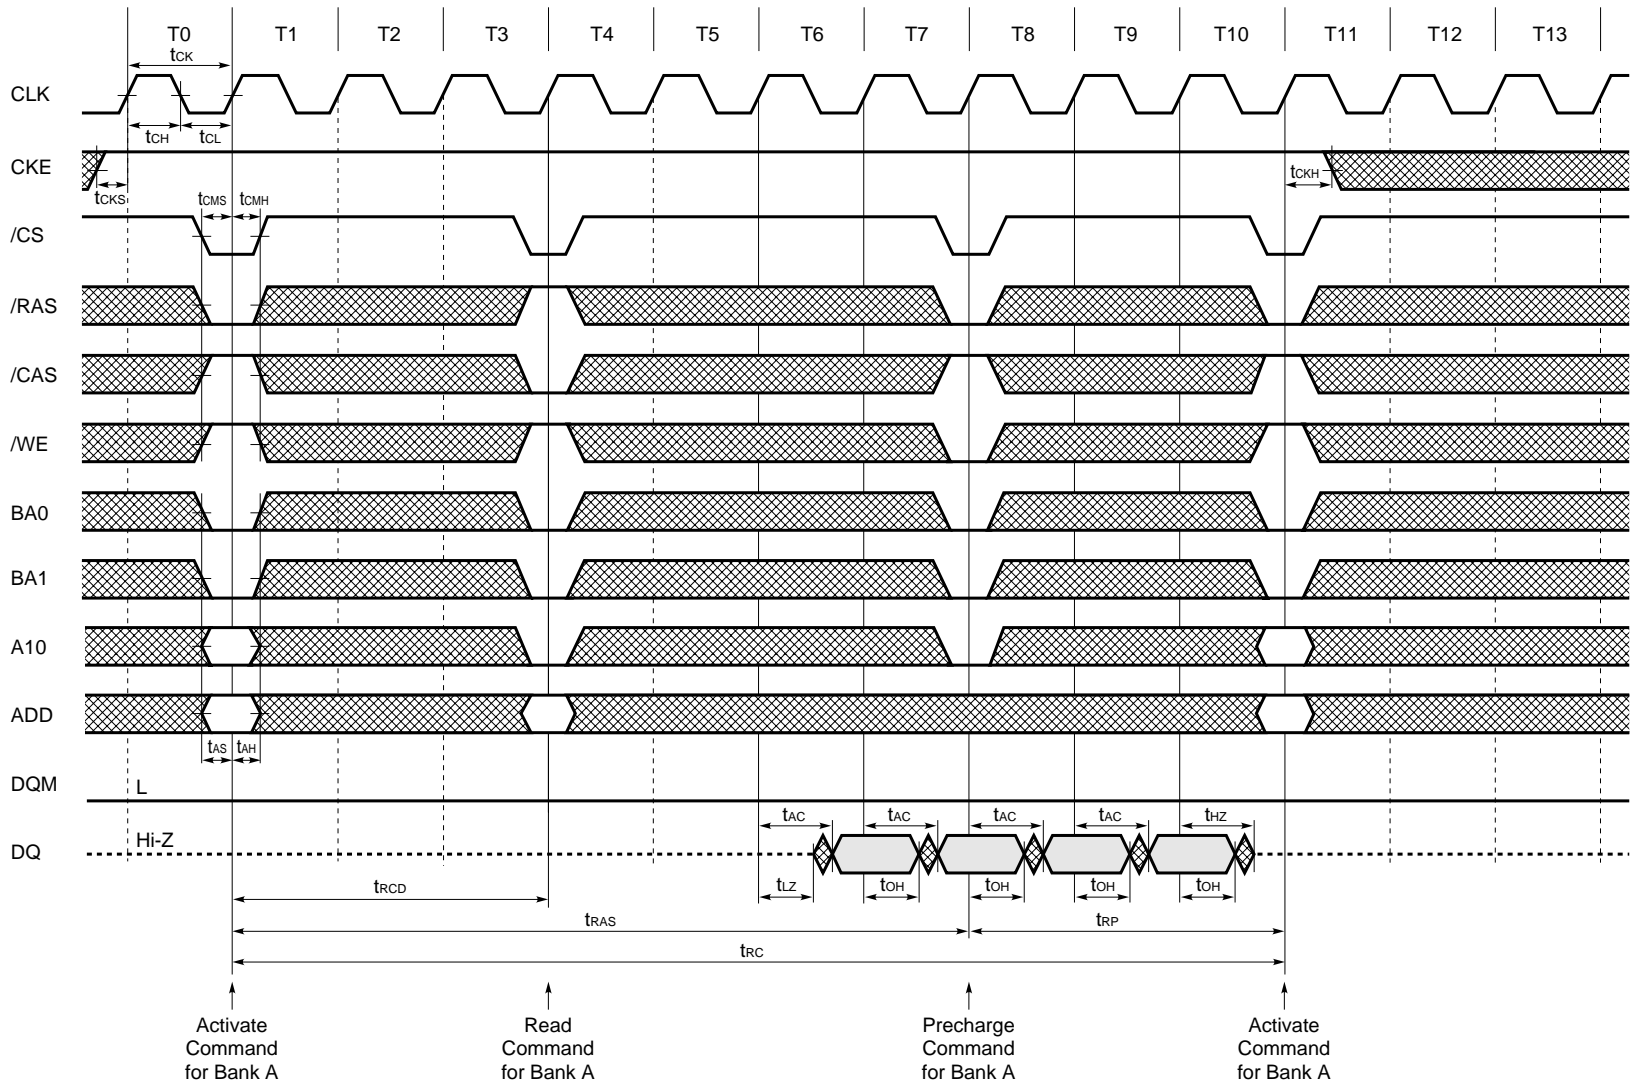 T0 T1 T2 T3 T4 T5 T6 T7 T8 T9 T10 T11 T12 T13
tCK
CLK
tCH tCL
CKE
tCKS tCMS tCMH tCKH
/CS
/RAS
/CAS
/WE
BA0
BA1
A10
ADD
tAS tAH
DQM L
tAC tAC tAC tAC tHZ
DQ Hi-Z
tLZ tOH tOH tOH tOH
tRCD
tRAS tRP
tRC
Activate
Command
for Bank A
Read
Command
for Bank A
Precharge
Command
for Bank A
Activate
Command
for Bank A